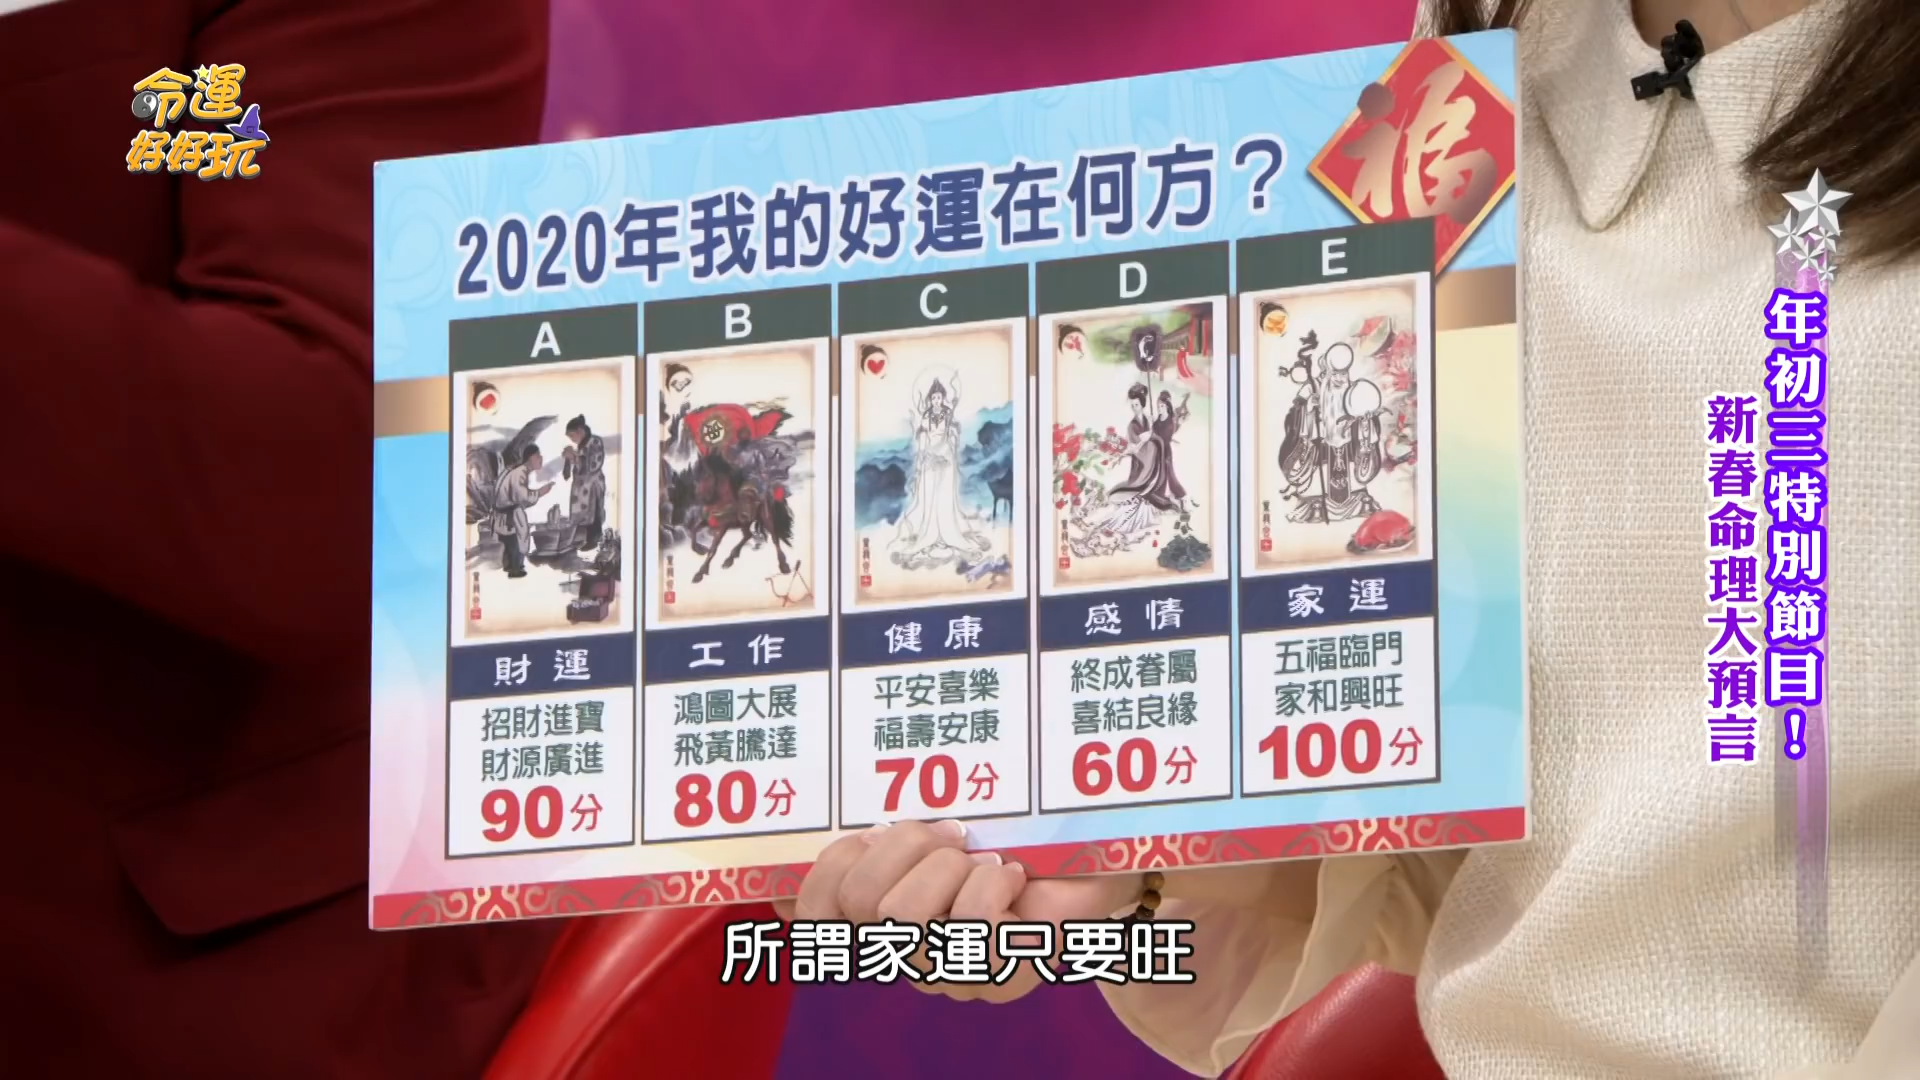 命運
好好玩
福
2020年我的好運在何方？
A
B
C
D
E
財運
工作
健康
感情
家運
招財進寶
財源廣進
90分
鴻圖大展
飛黃騰達
80分
平安喜樂
福壽安康
70分
終成眷屬
喜結良緣
60分
五福臨門
家和興旺
100分
年初三特別節目！
新春命理大預言
所謂家運只要旺